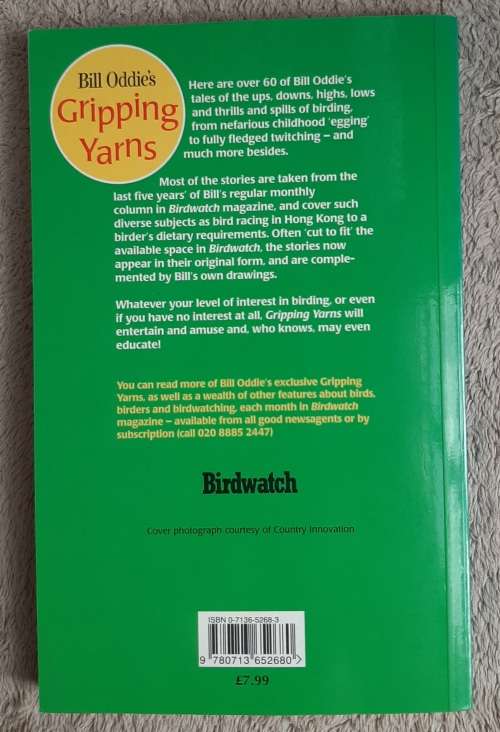 Bill Oddie's
Gripping
Yarns
Here are over 60 of Bill Oddie's
tales of the ups, downs, highs, lows
and thrills and spills of birding,
from nefarious childhood 'egging'
to fully fledged twitching – and
much more besides.
Most of the stories are taken from the
last five years' of Bill's regular monthly
column in Birdwatch magazine, and cover such
diverse subjects as bird racing in Hong Kong to a
birder's dietary requirements. Often 'cut to fit' the
available space in Birdwatch, the stories now
appear in their original form, and are comple-
mented by Bill's own drawings.
Whatever your level of interest in birding, or even
if you have no interest at all, Gripping Yarns will
entertain and amuse and, who knows, may even
educate!
You can read more of Bill Oddie's exclusive Gripping
Yarns, as well as a wealth of other features about birds,
birders and birdwatching, each month in Birdwatch
magazine – available from all good newsagents or by
subscription (call 020 8885 2447)
Birdwatch
Cover photograph courtesy of Country Innovation
ISBN 0-7136-5268-3
9 780713 652680 >
£7.99